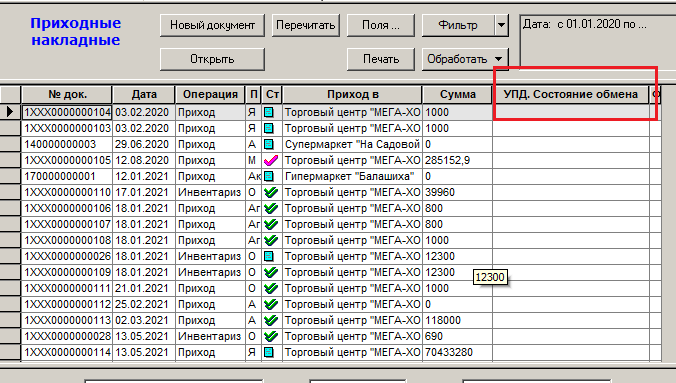 Приходные накладные
Новый документ Перечитать Поля ... Фильтр Дата: с 01.01.2020 по ...
Открыть Печать Обработать
№ док. Дата Операция П Ст Приход в Сумма УПД. Состояние обмена
1XXX0000000104 03.02.2020 Приход Я Торговый центр "МЕГА-ХО 1000
1XXX0000000103 03.02.2020 Приход Я Торговый центр "МЕГА-ХО 1000
140000000003 29.06.2020 Приход А Супермаркет "На Садовой 0
1XXX0000000105 12.08.2020 Приход М Торговый центр "МЕГА-ХО 285152,9
170000000001 12.01.2021 Приход Ак Гипермаркет "Балашиха" 0
1XXX0000000110 17.01.2021 Инвентариз О Торговый центр "МЕГА-ХО 39960
1XXX0000000106 18.01.2021 Приход Аг Торговый центр "МЕГА-ХО 800
1XXX0000000107 18.01.2021 Приход Аг Торговый центр "МЕГА-ХО 800
1XXX0000000108 18.01.2021 Приход Аг Торговый центр "МЕГА-ХО 1000
1XXX0000000026 18.01.2021 Инвентариз О Торговый центр "МЕГА-ХО 12300
1XXX0000000109 18.01.2021 Инвентариз О Торговый центр "МЕГА-ХО 12300 12300
1XXX0000000111 21.01.2021 Приход О Торговый центр "МЕГА-ХО 1000
1XXX0000000112 25.02.2021 Приход А Торговый центр "МЕГА-ХО 0
1XXX0000000113 02.03.2021 Приход А Торговый центр "МЕГА-ХО 118000
1XXX0000000028 13.05.2021 Инвентариз О Торговый центр "МЕГА-ХО 690
1XXX0000000114 13.05.2021 Приход Я Торговый центр "МЕГА-ХО 70433280